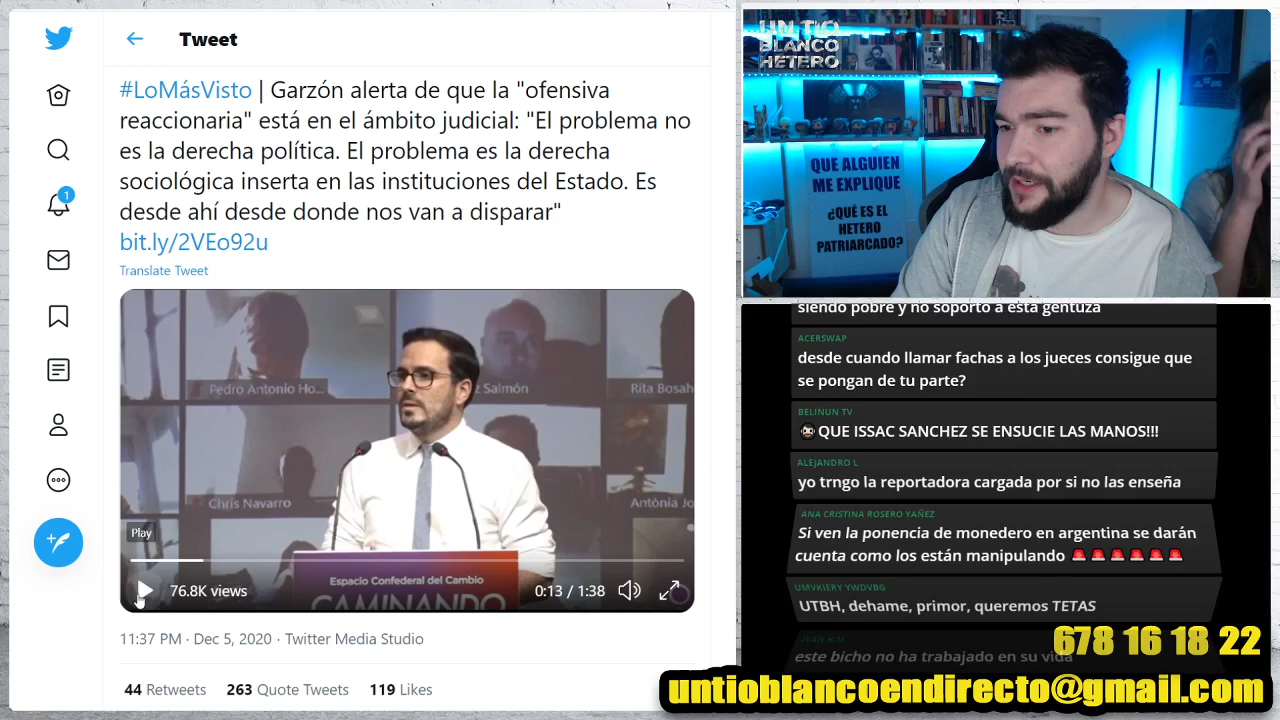 Tweet
#LoMásVisto | Garzón alerta de que la "ofensiva
reaccionaria" está en el ámbito judicial: "El problema no
es la derecha política. El problema es la derecha
sociológica inserta en las instituciones del Estado. Es
desde ahí desde donde nos van a disparar"
bit.ly/2VEo92u
Translate Tweet
1
Pedro Antonio Ho...
z Salmón
Rita Bosah
Chris Navarro
Antònia Jo
Play
Espacio Confederal del Cambio
CAMINANDO
76.8K views
0:13 / 1:38
11:37 PM · Dec 5, 2020 · Twitter Media Studio
44 Retweets 263 Quote Tweets 119 Likes
UN TIO
BLANCO
HETERO
QUE ALGUIEN
ME EXPLIQUE
¿QUÉ ES EL
HETERO
PATRIARCADO?
siendo pobre y no soporto a esta gentuza
ACERSWAP
desde cuando llamar fachas a los jueces consigue que
se pongan de tu parte?
BELINUN TV
QUE ISSAC SANCHEZ SE ENSUCIE LAS MANOS!!!
ALEJANDRO L
yo trngo la reportadora cargada por si no las enseña
ANA CRISTINA ROSERO YAÑEZ
Si ven la ponencia de monedero en argentina se darán
cuenta como los están manipulando 🚨🚨🚨🚨🚨🚨
UMVKIERY YWDVBG
UTBH, dehame, primor, queremos TETAS
este bicho no ha trabajado en su vida
678 16 18 22
untioblancoendirecto@gmail.com